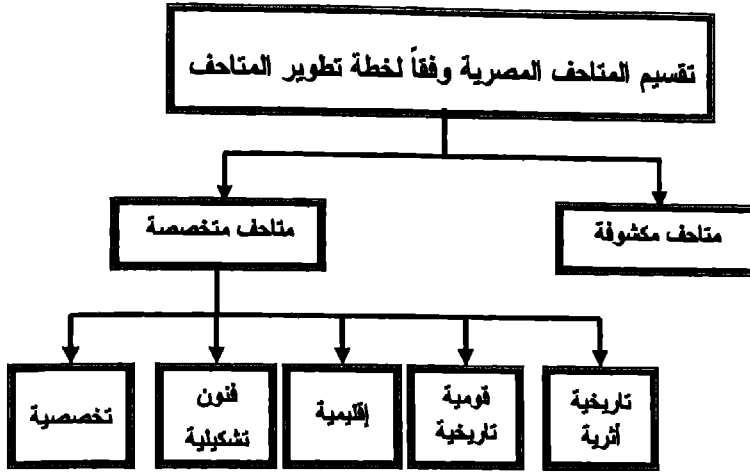 تقسيم المتاحف المصرية وفقاً لخطة تطوير المتاحف
متاحف مكشوفة
متاحف متخصصة
تاريخية
أثرية
قومية
تاريخية
إقليمية
فنون
تشكيلية
تخصصية